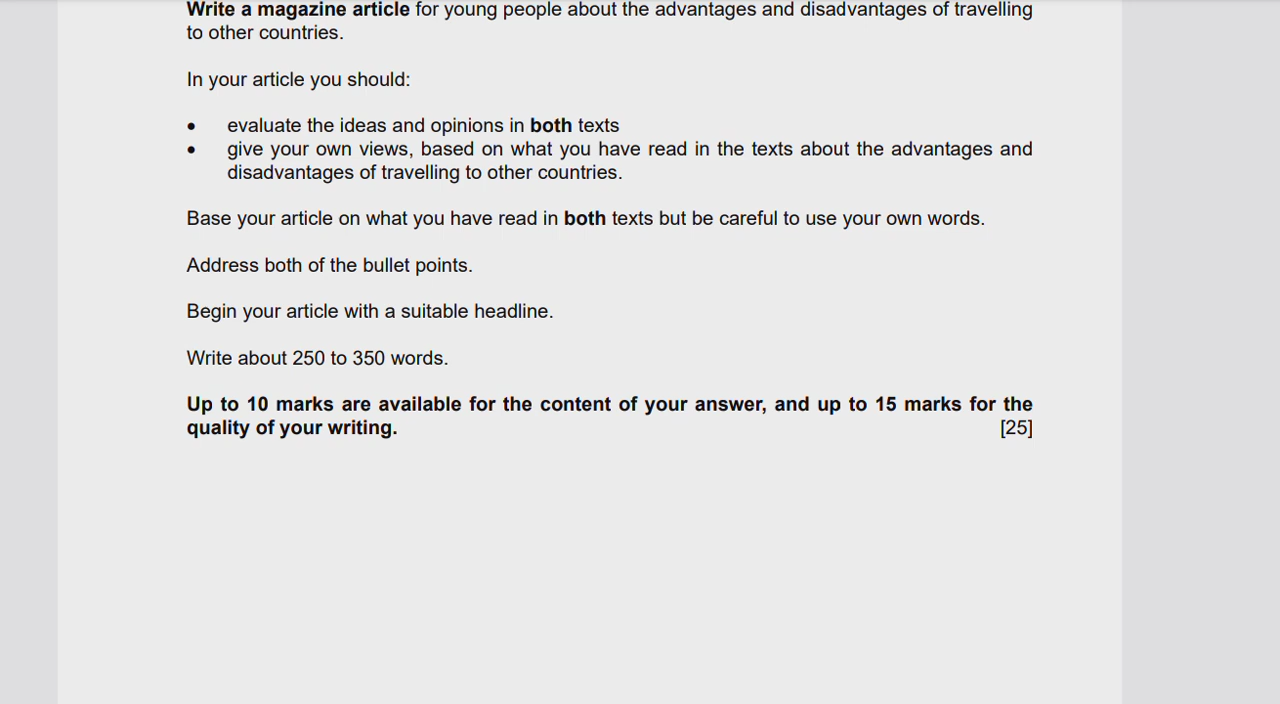 Write a magazine article for young people about the advantages and disadvantages of travelling
to other countries.
In your article you should:
• evaluate the ideas and opinions in both texts
• give your own views, based on what you have read in the texts about the advantages and
disadvantages of travelling to other countries.
Base your article on what you have read in both texts but be careful to use your own words.
Address both of the bullet points.
Begin your article with a suitable headline.
Write about 250 to 350 words.
Up to 10 marks are available for the content of your answer, and up to 15 marks for the
quality of your writing. [25]